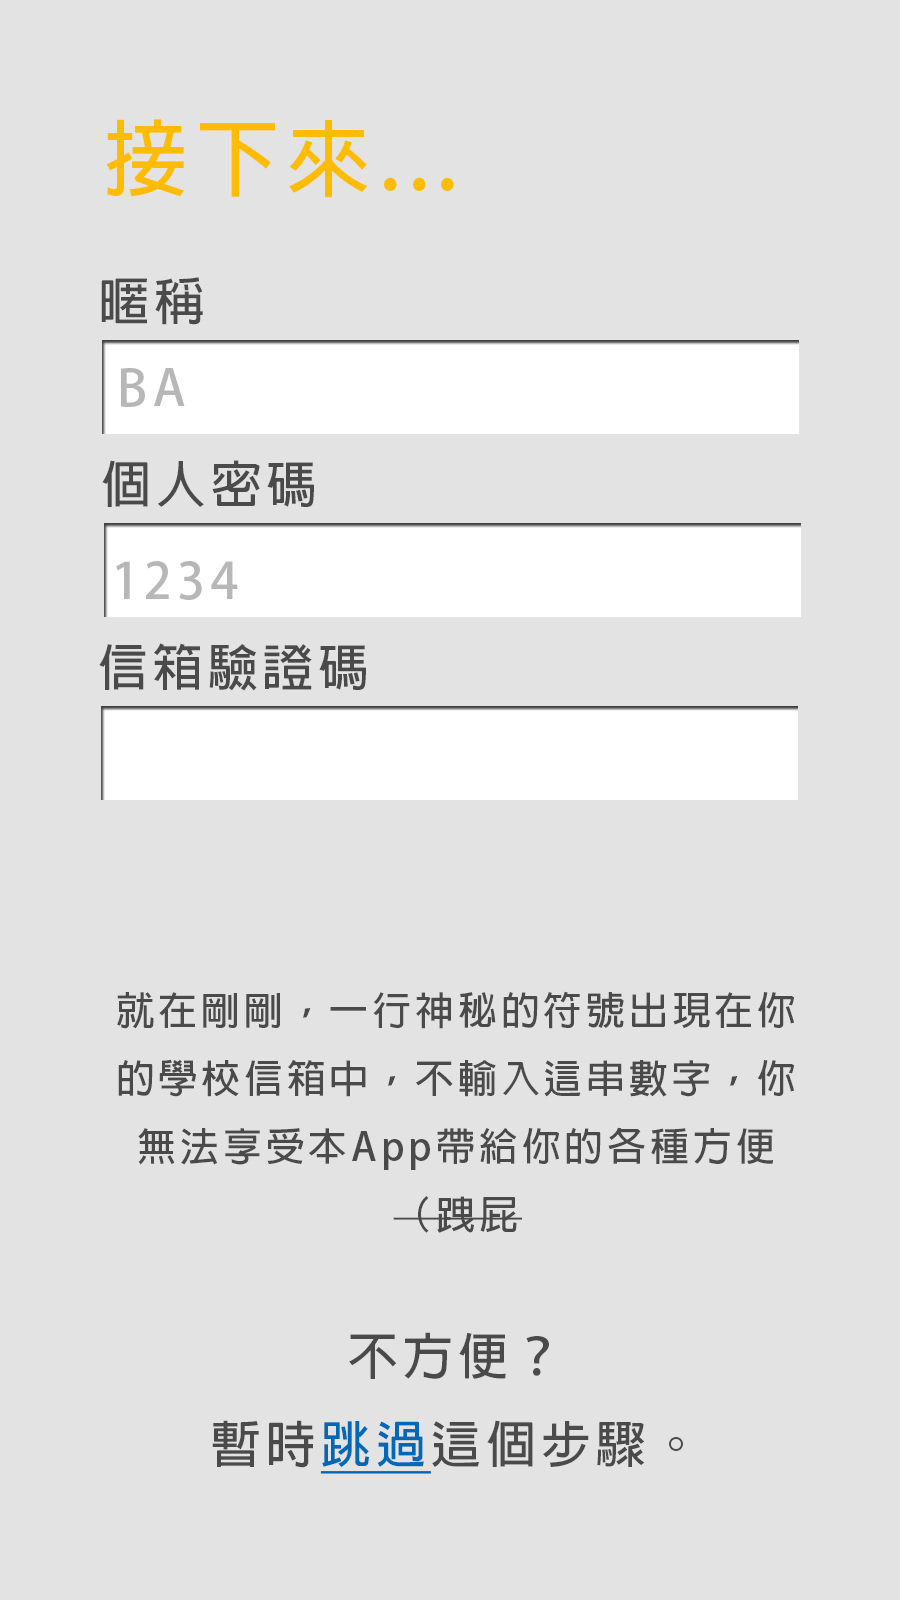 接下來...
暱稱
BA
個人密碼
1234
信箱驗證碼
就在剛剛，一行神秘的符號出現在你
的學校信箱中，不輸入這串數字，你
無法享受本App帶給你的各種方便
（跩屁
不方便？
暫時跳過這個步驟。